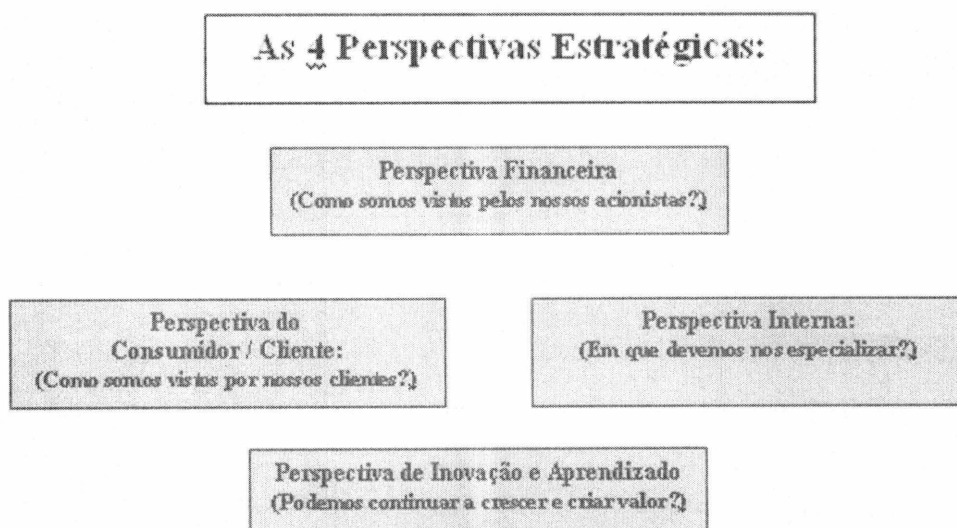 As 4 Perspectivas Estratégicas:
Perspectiva Financeira
(Como somos vistos pelos nossos acionistas?)
Perspectiva do
Consumidor / Cliente:
(Como somos vistos por nossos clientes?)
Perspectiva Interna:
(Em que devemos nos especializar?)
Perspectiva de Inovação e Aprendizado
(Podemos continuar a crescer e criar valor?)